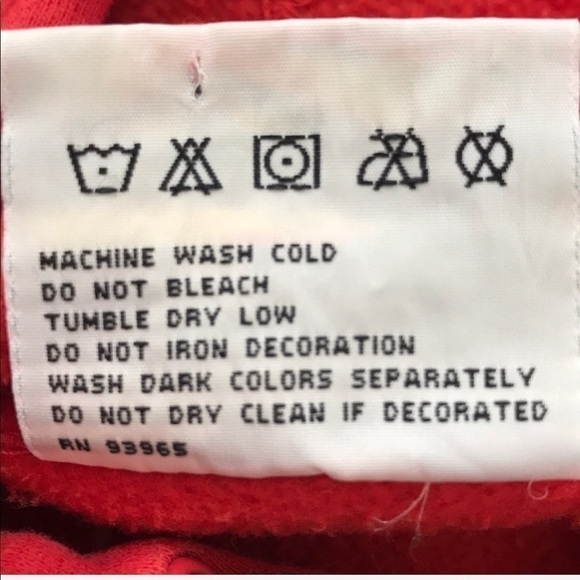 MACHINE WASH COLD
DO NOT BLEACH
TUMBLE DRY LOW
DO NOT IRON DECORATION
WASH DARK COLORS SEPARATELY
DO NOT DRY CLEAN IF DECORATED
RN 93965